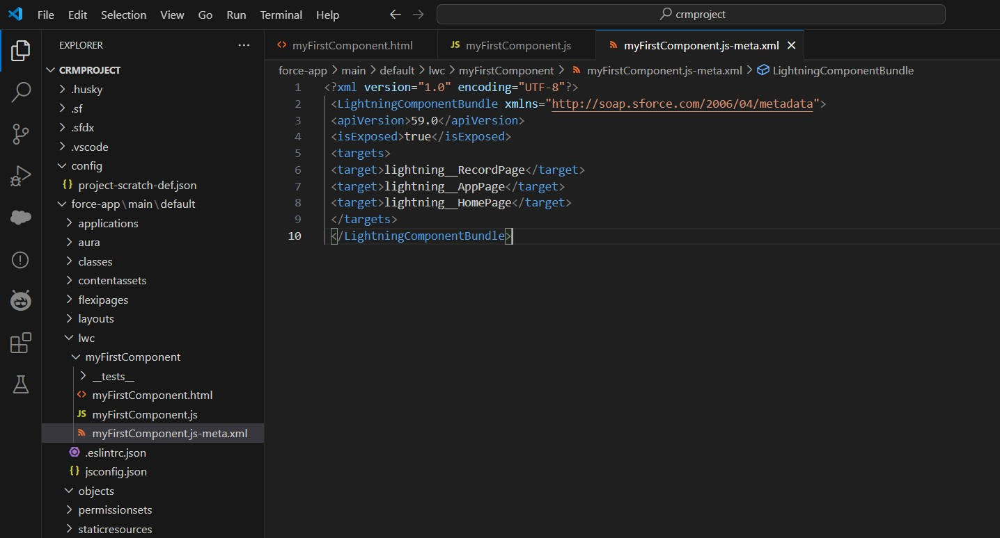 File Edit Selection View Go Run Terminal Help
crmproject
EXPLORER
CRMPROJECT
.husky
.sf
.sfdx
.vscode
config
{} project-scratch-def.json
force-app\main\default
applications
aura
classes
contentassets
flexipages
layouts
lwc
myFirstComponent
__tests__
<> myFirstComponent.html
JS myFirstComponent.js
myFirstComponent.js-meta.xml
.eslintrc.json
{} jsconfig.json
objects
permissionsets
staticresources
<> myFirstComponent.html JS myFirstComponent.js myFirstComponent.js-meta.xml
force-app > main > default > lwc > myFirstComponent > myFirstComponent.js-meta.xml > LightningComponentBundle
1 <?xml version="1.0" encoding="UTF-8"?>
2 <LightningComponentBundle xmlns="http://soap.sforce.com/2006/04/metadata">
3 <apiVersion>59.0</apiVersion>
4 <isExposed>true</isExposed>
5 <targets>
6 <target>lightning__RecordPage</target>
7 <target>lightning__AppPage</target>
8 <target>lightning__HomePage</target>
9 </targets>
10 </LightningComponentBundle>